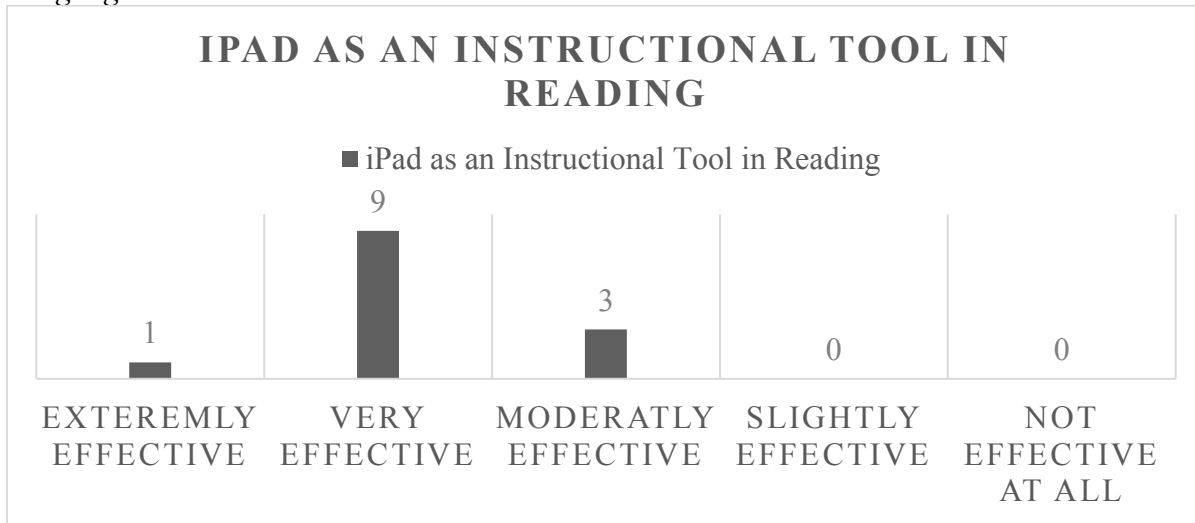 IPAD AS AN INSTRUCTIONAL TOOL IN
READING
iPad as an Instructional Tool in Reading
1
9
3
0
0
EXTEREMLY
EFFECTIVE
VERY
EFFECTIVE
MODERATLY
EFFECTIVE
SLIGHTLY
EFFECTIVE
NOT
EFFECTIVE
AT ALL